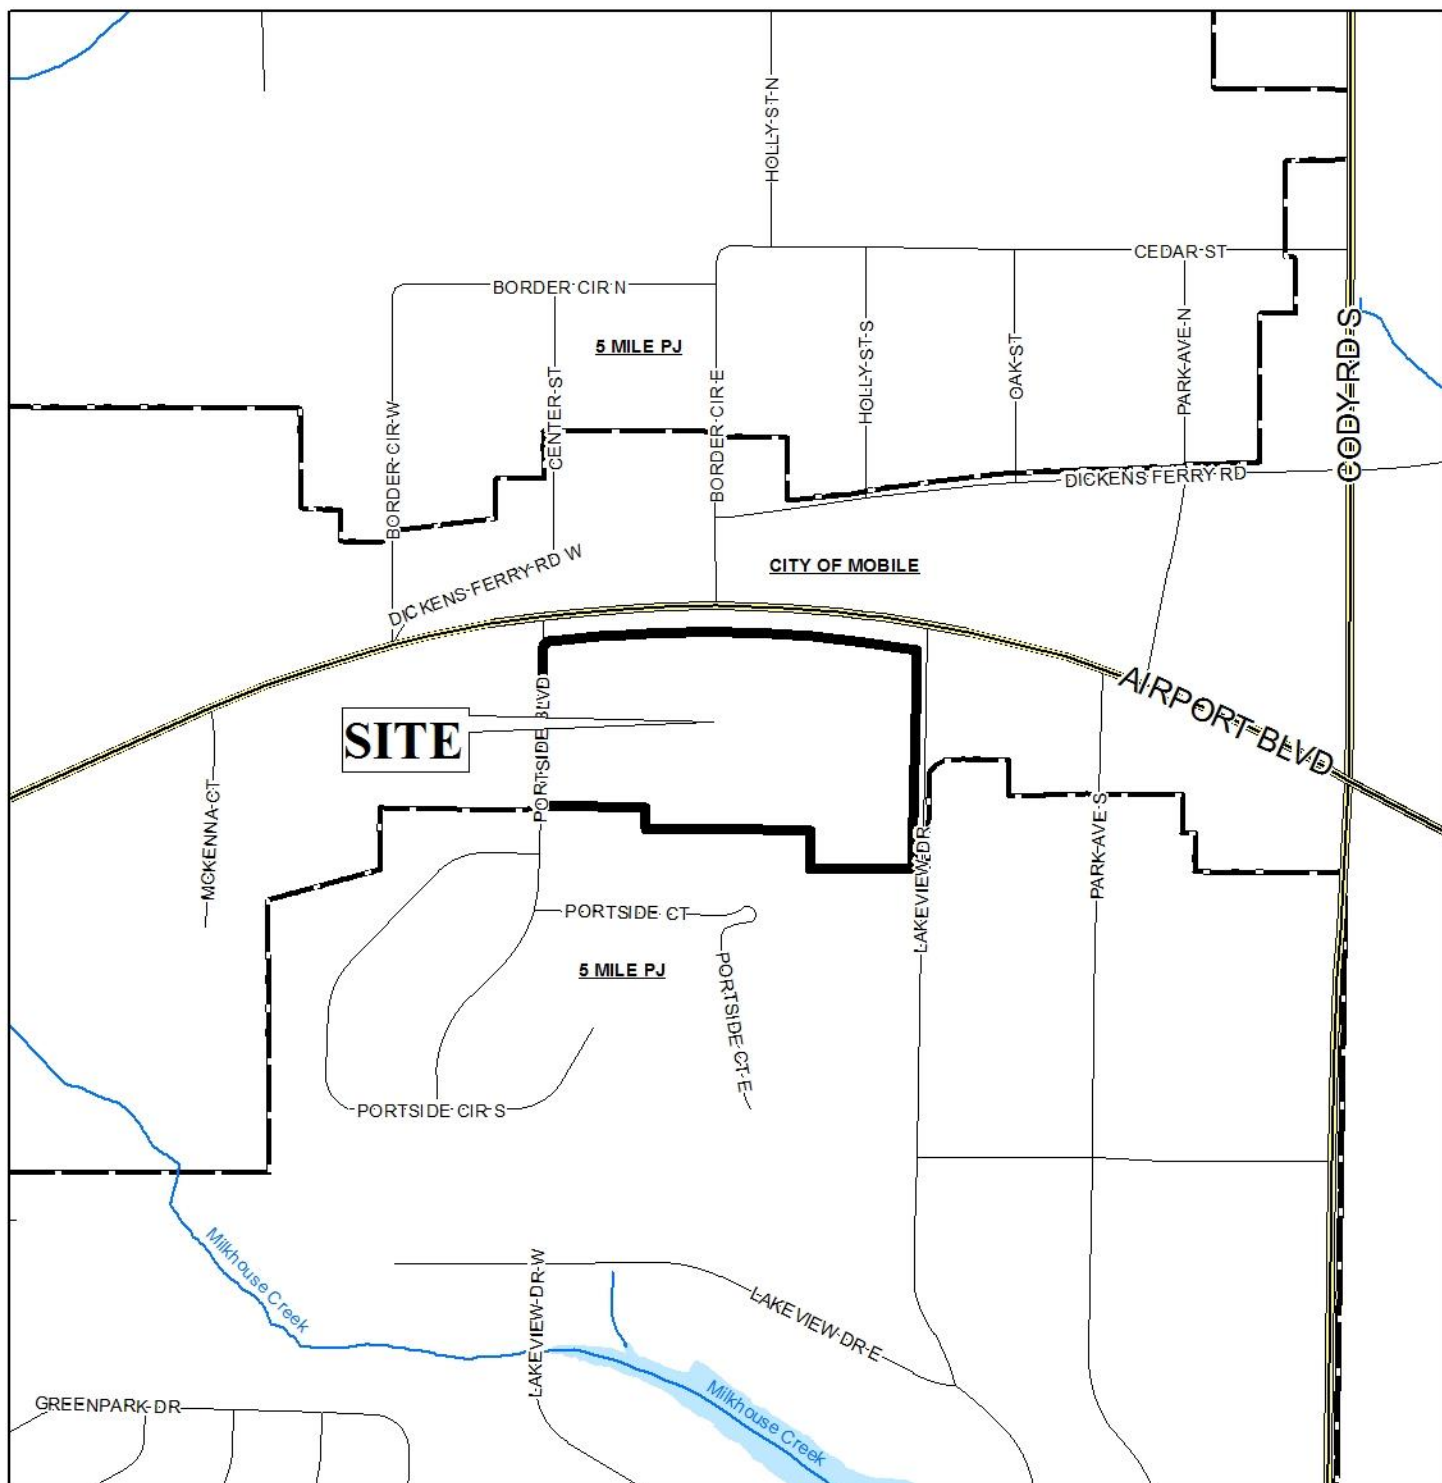 HOLLY ST N
CEDAR ST
BORDER CIR N
CODY RD S
5 MILE PJ
HOLLY ST S
OAK ST
PARK AVE N
BORDER CIR W
CENTER ST
BORDER CIR E
DICKENS FERRY RD
DICKENS FERRY RD W
CITY OF MOBILE
AIRPORT BLVD
SITE
PORTSIDE BLVD
MCKENNA CT
PARK AVE S
LAKEVIEW DR
PORTSIDE CT
5 MILE PJ
PORTSIDE CT E
PORTSIDE CIR S
Milkhouse Creek
LAKEVIEW DR W
LAKEVIEW DR E
GREENPARK DR
Milkhouse Creek